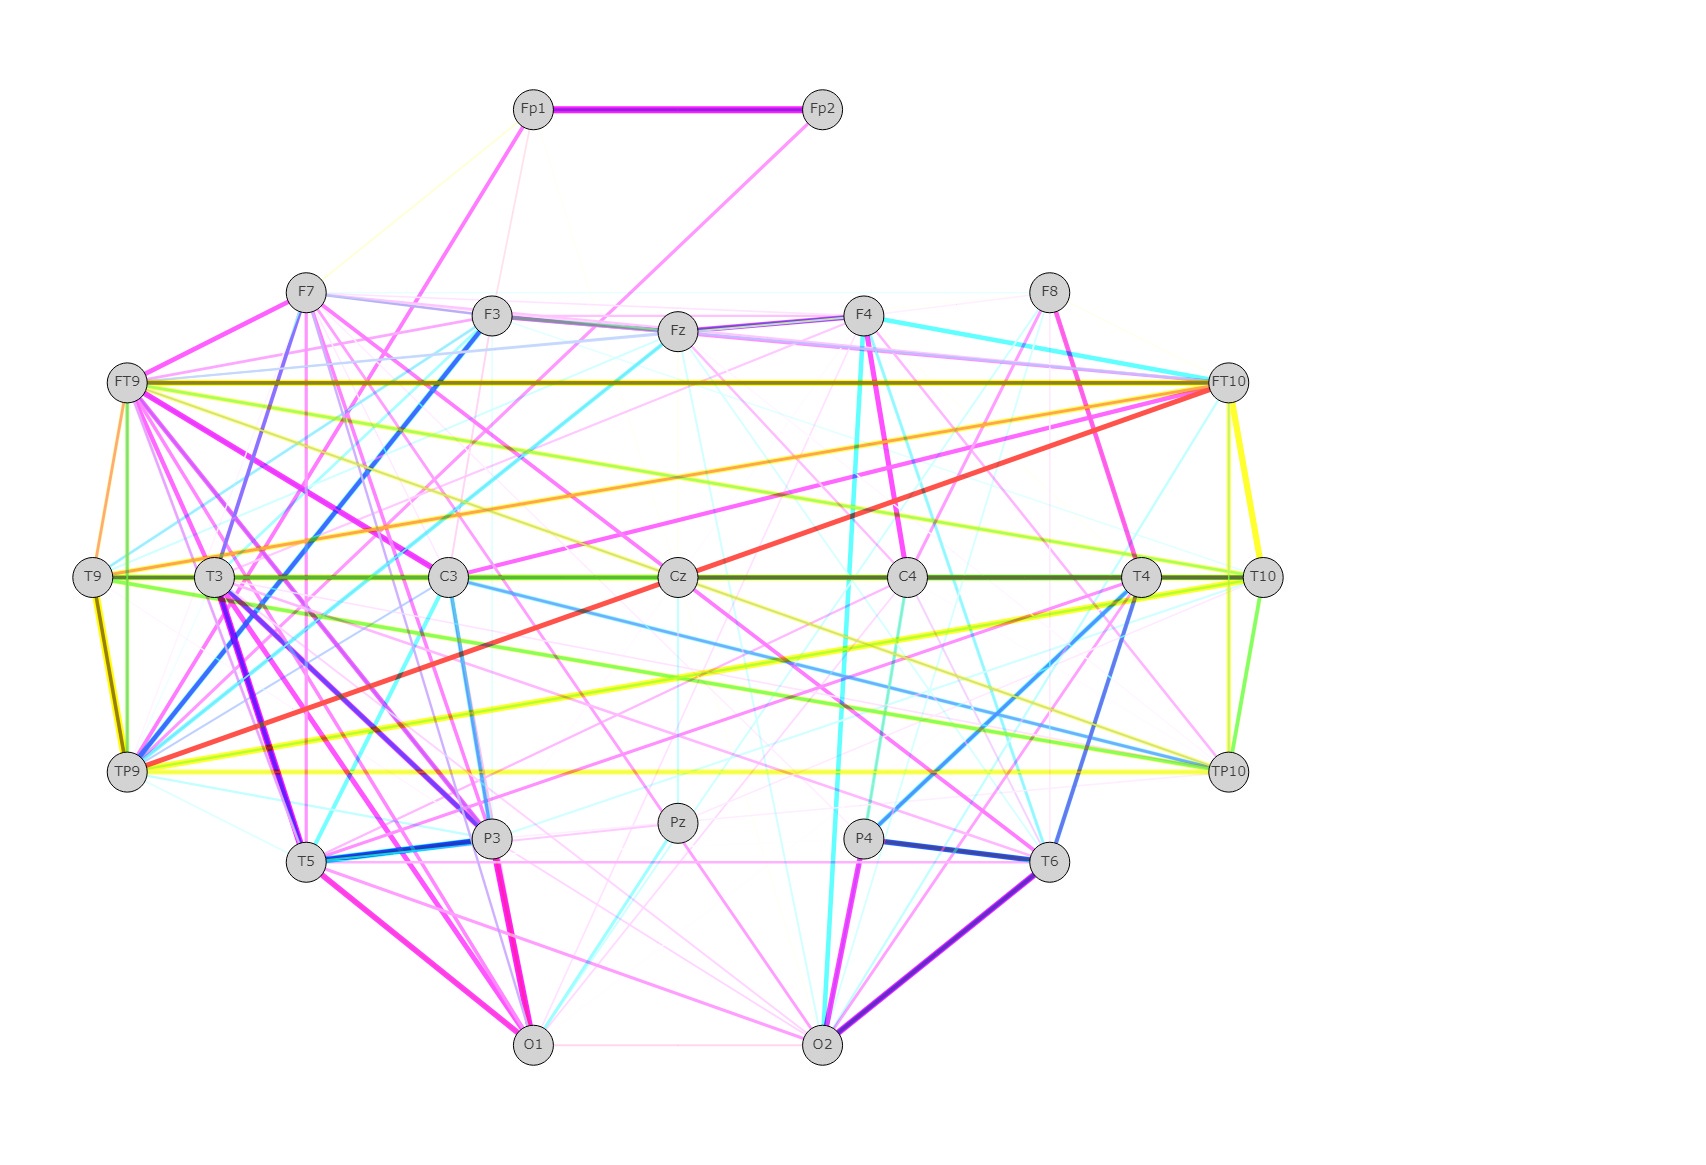 Fp1 Fp2
F7 F3 Fz F4 F8
FT9 FT10
T9 T3 C3 Cz C4 T4 T10
TP9 TP10
T5 P3 Pz P4 T6
O1 O2